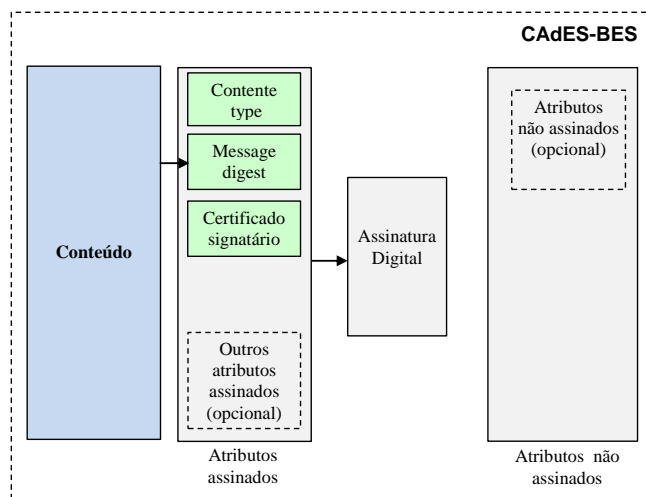 CAdES-BES
Conteúdo
Contente
type
Message
digest
Certificado
signatário
Outros
atributos
assinados
(opcional)
Atributos
assinados
Assinatura
Digital
Atributos
não assinados
(opcional)
Atributos não
assinados